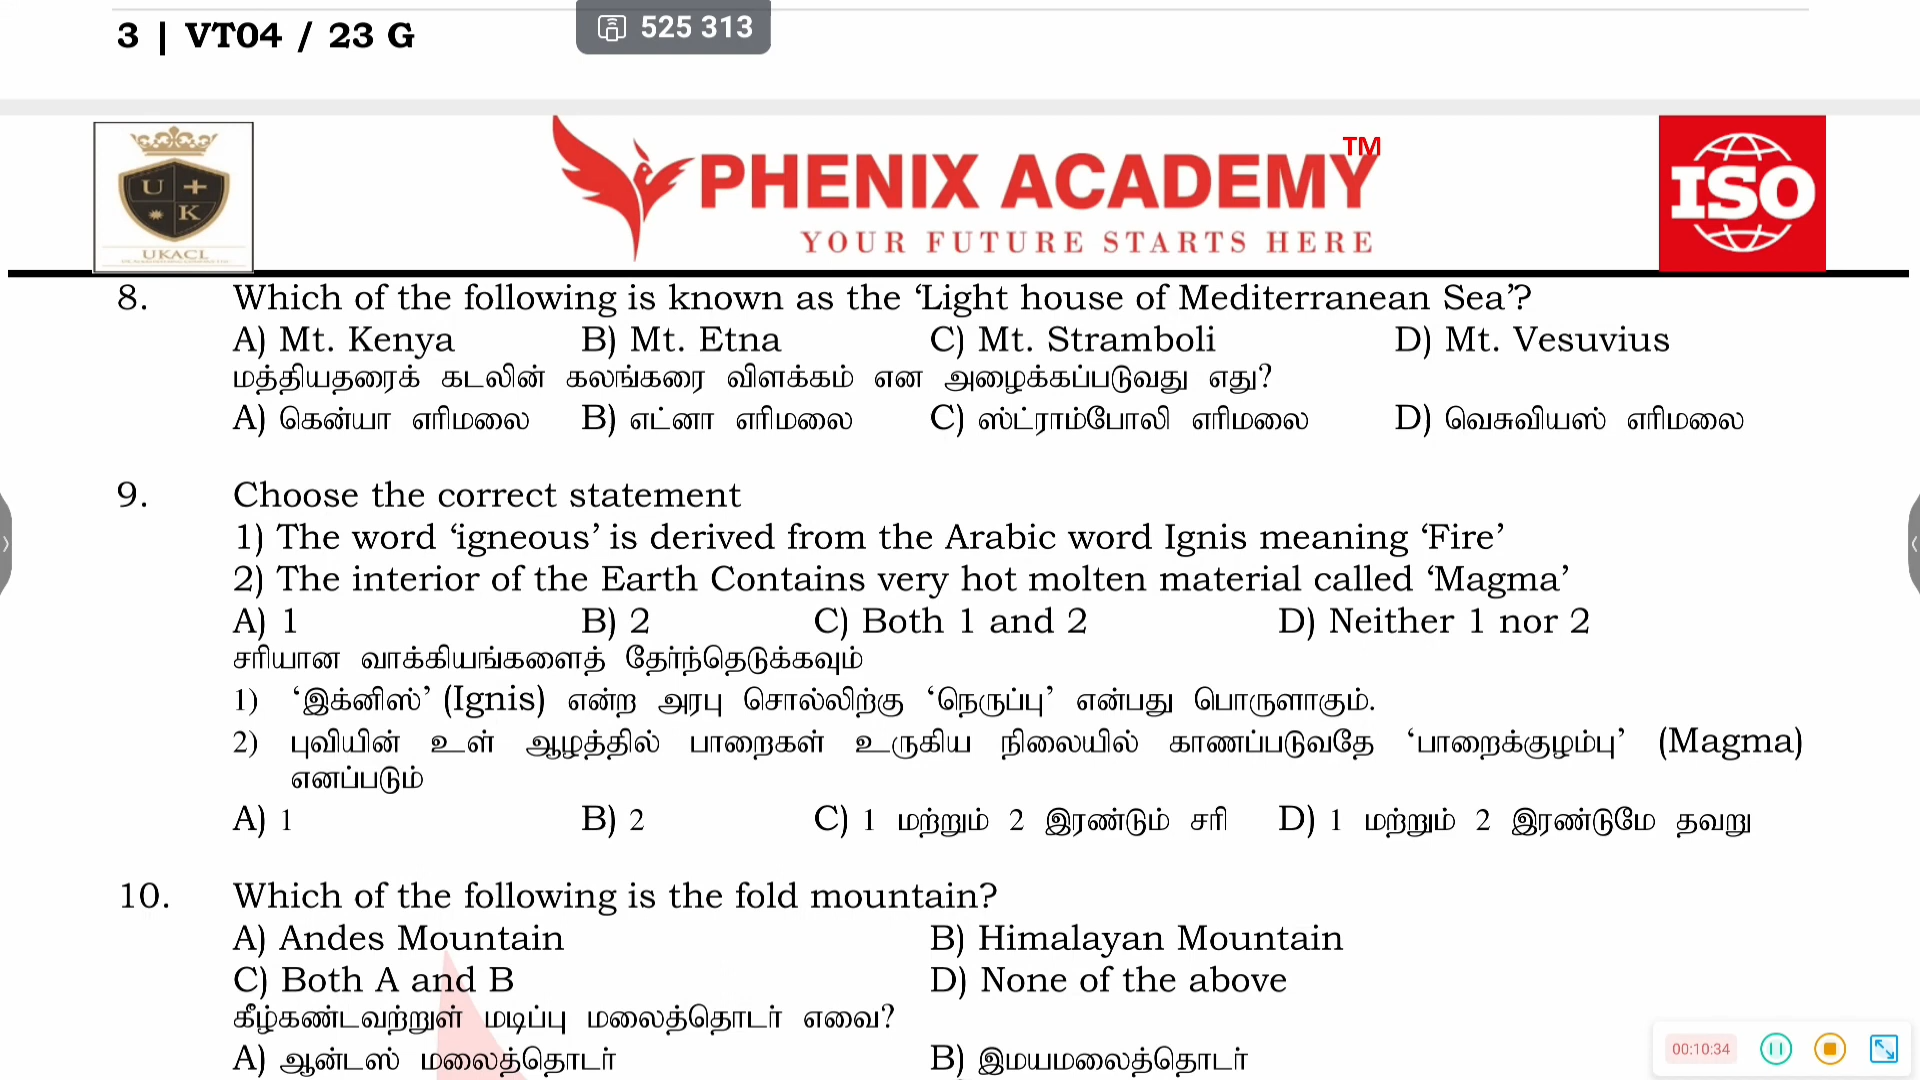 3 | VT04 / 23 G
525 313
U K
UKACL
PHENIX ACADEMY TM
YOUR FUTURE STARTS HERE
ISO
8. Which of the following is known as the ‘Light house of Mediterranean Sea’?
A) Mt. Kenya B) Mt. Etna C) Mt. Stramboli D) Mt. Vesuvius
மத்தியதரைக் கடலின் கலங்கரை விளக்கம் என அழைக்கப்படுவது எது?
A) கென்யா எரிமலை B) எட்னா எரிமலை C) ஸ்ட்ராம்போலி எரிமலை D) வெசுவியஸ் எரிமலை
9. Choose the correct statement
1) The word ‘igneous’ is derived from the Arabic word Ignis meaning ‘Fire’
2) The interior of the Earth Contains very hot molten material called ‘Magma’
A) 1 B) 2 C) Both 1 and 2 D) Neither 1 nor 2
சரியான வாக்கியங்களைத் தேர்ந்தெடுக்கவும்
1) ‘இக்னிஸ்’ (Ignis) என்ற அரபு சொல்லிற்கு ‘நெருப்பு’ என்பது பொருளாகும்.
2) புவியின் உள் ஆழத்தில் பாறைகள் உருகிய நிலையில் காணப்படுவதே ‘பாறைக்குழம்பு’ (Magma)
எனப்படும்
A) 1 B) 2 C) 1 மற்றும் 2 இரண்டும் சரி D) 1 மற்றும் 2 இரண்டுமே தவறு
10. Which of the following is the fold mountain?
A) Andes Mountain B) Himalayan Mountain
C) Both A and B D) None of the above
கீழ்கண்டவற்றுள் மடிப்பு மலைத்தொடர் எவை?
A) ஆன்டஸ் மலைத்தொடர் B) இமயமலைத்தொடர்
00:10:34